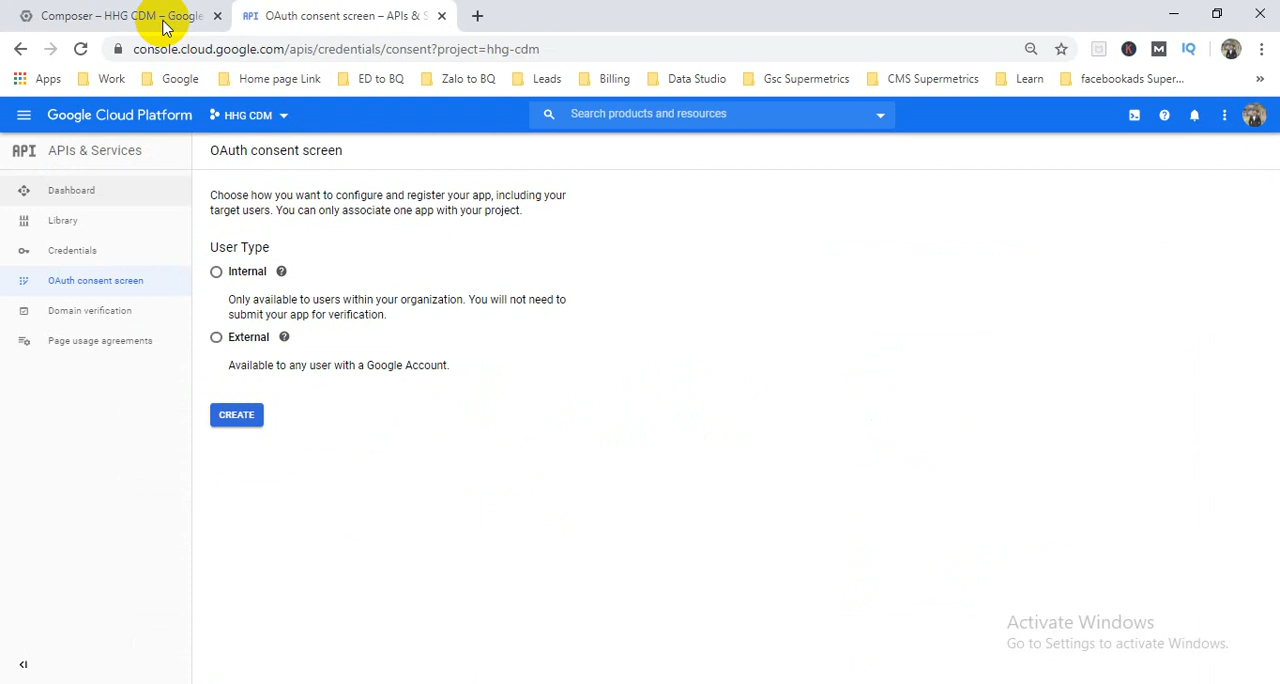 Composer – HHG CDM – Google
API OAuth consent screen – APIs & S
console.cloud.google.com/apis/credentials/consent?project=hhg-cdm
K M IQ
Apps Work Google Home page Link ED to BQ Zalo to BQ Leads Billing Data Studio Gsc Supermetrics CMS Supermetrics Learn facebookads Super... »
Google Cloud Platform HHG CDM Search products and resources
API APIs & Services
OAuth consent screen
Dashboard
Library
Credentials
OAuth consent screen
Domain verification
Page usage agreements
Choose how you want to configure and register your app, including your
target users. You can only associate one app with your project.
User Type
Internal
Only available to users within your organization. You will not need to
submit your app for verification.
External
Available to any user with a Google Account.
CREATE
Activate Windows
Go to Settings to activate Windows.